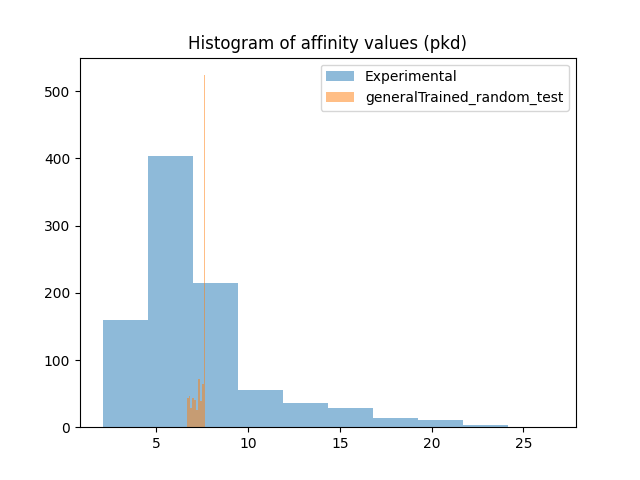 Histogram of affinity values (pkd)
Experimental
generalTrained_random_test
500
400
300
200
100
0
5 10 15 20 25